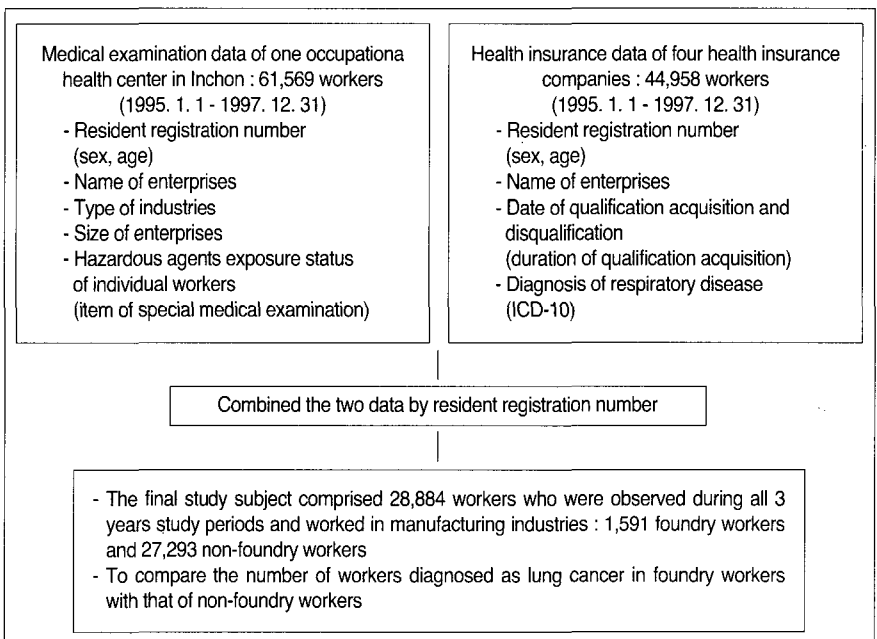 Medical examination data of one occupationa
health center in Inchon : 61,569 workers
(1995. 1. 1 - 1997. 12. 31)
- Resident registration number
(sex, age)
- Name of enterprises
- Type of industries
- Size of enterprises
- Hazardous agents exposure status
of individual workers
(item of special medical examination)
Health insurance data of four health insurance
companies : 44,958 workers
(1995. 1. 1 - 1997. 12. 31)
- Resident registration number
(sex, age)
- Name of enterprises
- Date of qualification acquisition and
disqualification
(duration of qualification acquisition)
- Diagnosis of respiratory disease
(ICD-10)
Combined the two data by resident registration number
- The final study subject comprised 28,884 workers who were observed during all 3
years study periods and worked in manufacturing industries : 1,591 foundry workers
and 27,293 non-foundry workers
- To compare the number of workers diagnosed as lung cancer in foundry workers
with that of non-foundry workers